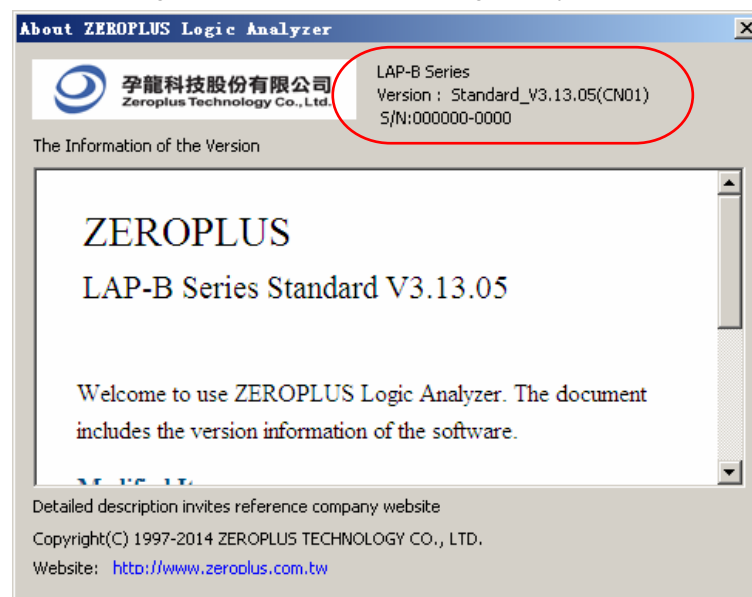 About ZEROPLUS Logic Analyzer
孕龍科技股份有限公司
Zeroplus Technology Co., Ltd.
LAP-B Series
Version : Standard_V3.13.05(CN01)
S/N:000000-0000
The Information of the Version
ZEROPLUS
LAP-B Series Standard V3.13.05
Welcome to use ZEROPLUS Logic Analyzer. The document
includes the version information of the software.
Detailed description invites reference company website
Copyright(C) 1997-2014 ZEROPLUS TECHNOLOGY CO., LTD.
Website: http://www.zeroplus.com.tw